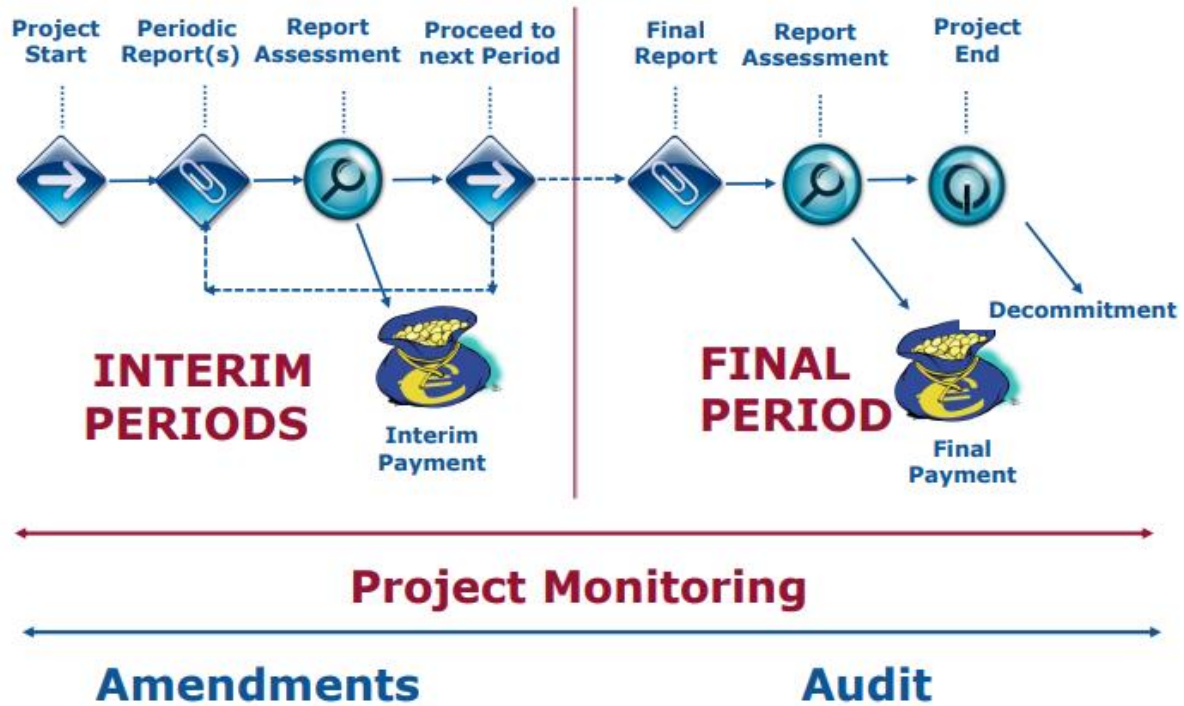 Project
Start
Periodic
Report(s)
Report
Assessment
Proceed to
next Period
Final
Report
Report
Assessment
Project
End
Decommitment
INTERIM
PERIODS
Interim
Payment
FINAL
PERIOD
Final
Payment
Project Monitoring
Amendments
Audit